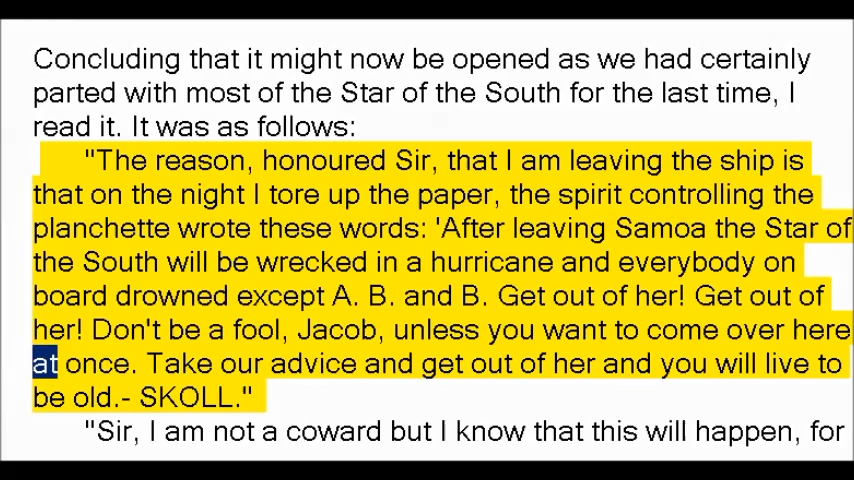 Concluding that it might now be opened as we had certainly
parted with most of the Star of the South for the last time, I
read it. It was as follows:
"The reason, honoured Sir, that I am leaving the ship is
that on the night I tore up the paper, the spirit controlling the
planchette wrote these words: 'After leaving Samoa the Star of
the South will be wrecked in a hurricane and everybody on
board drowned except A. B. and B. Get out of her! Get out of
her! Don't be a fool, Jacob, unless you want to come over here
at once. Take our advice and get out of her and you will live to
be old.- SKOLL."
"Sir, I am not a coward but I know that this will happen, for